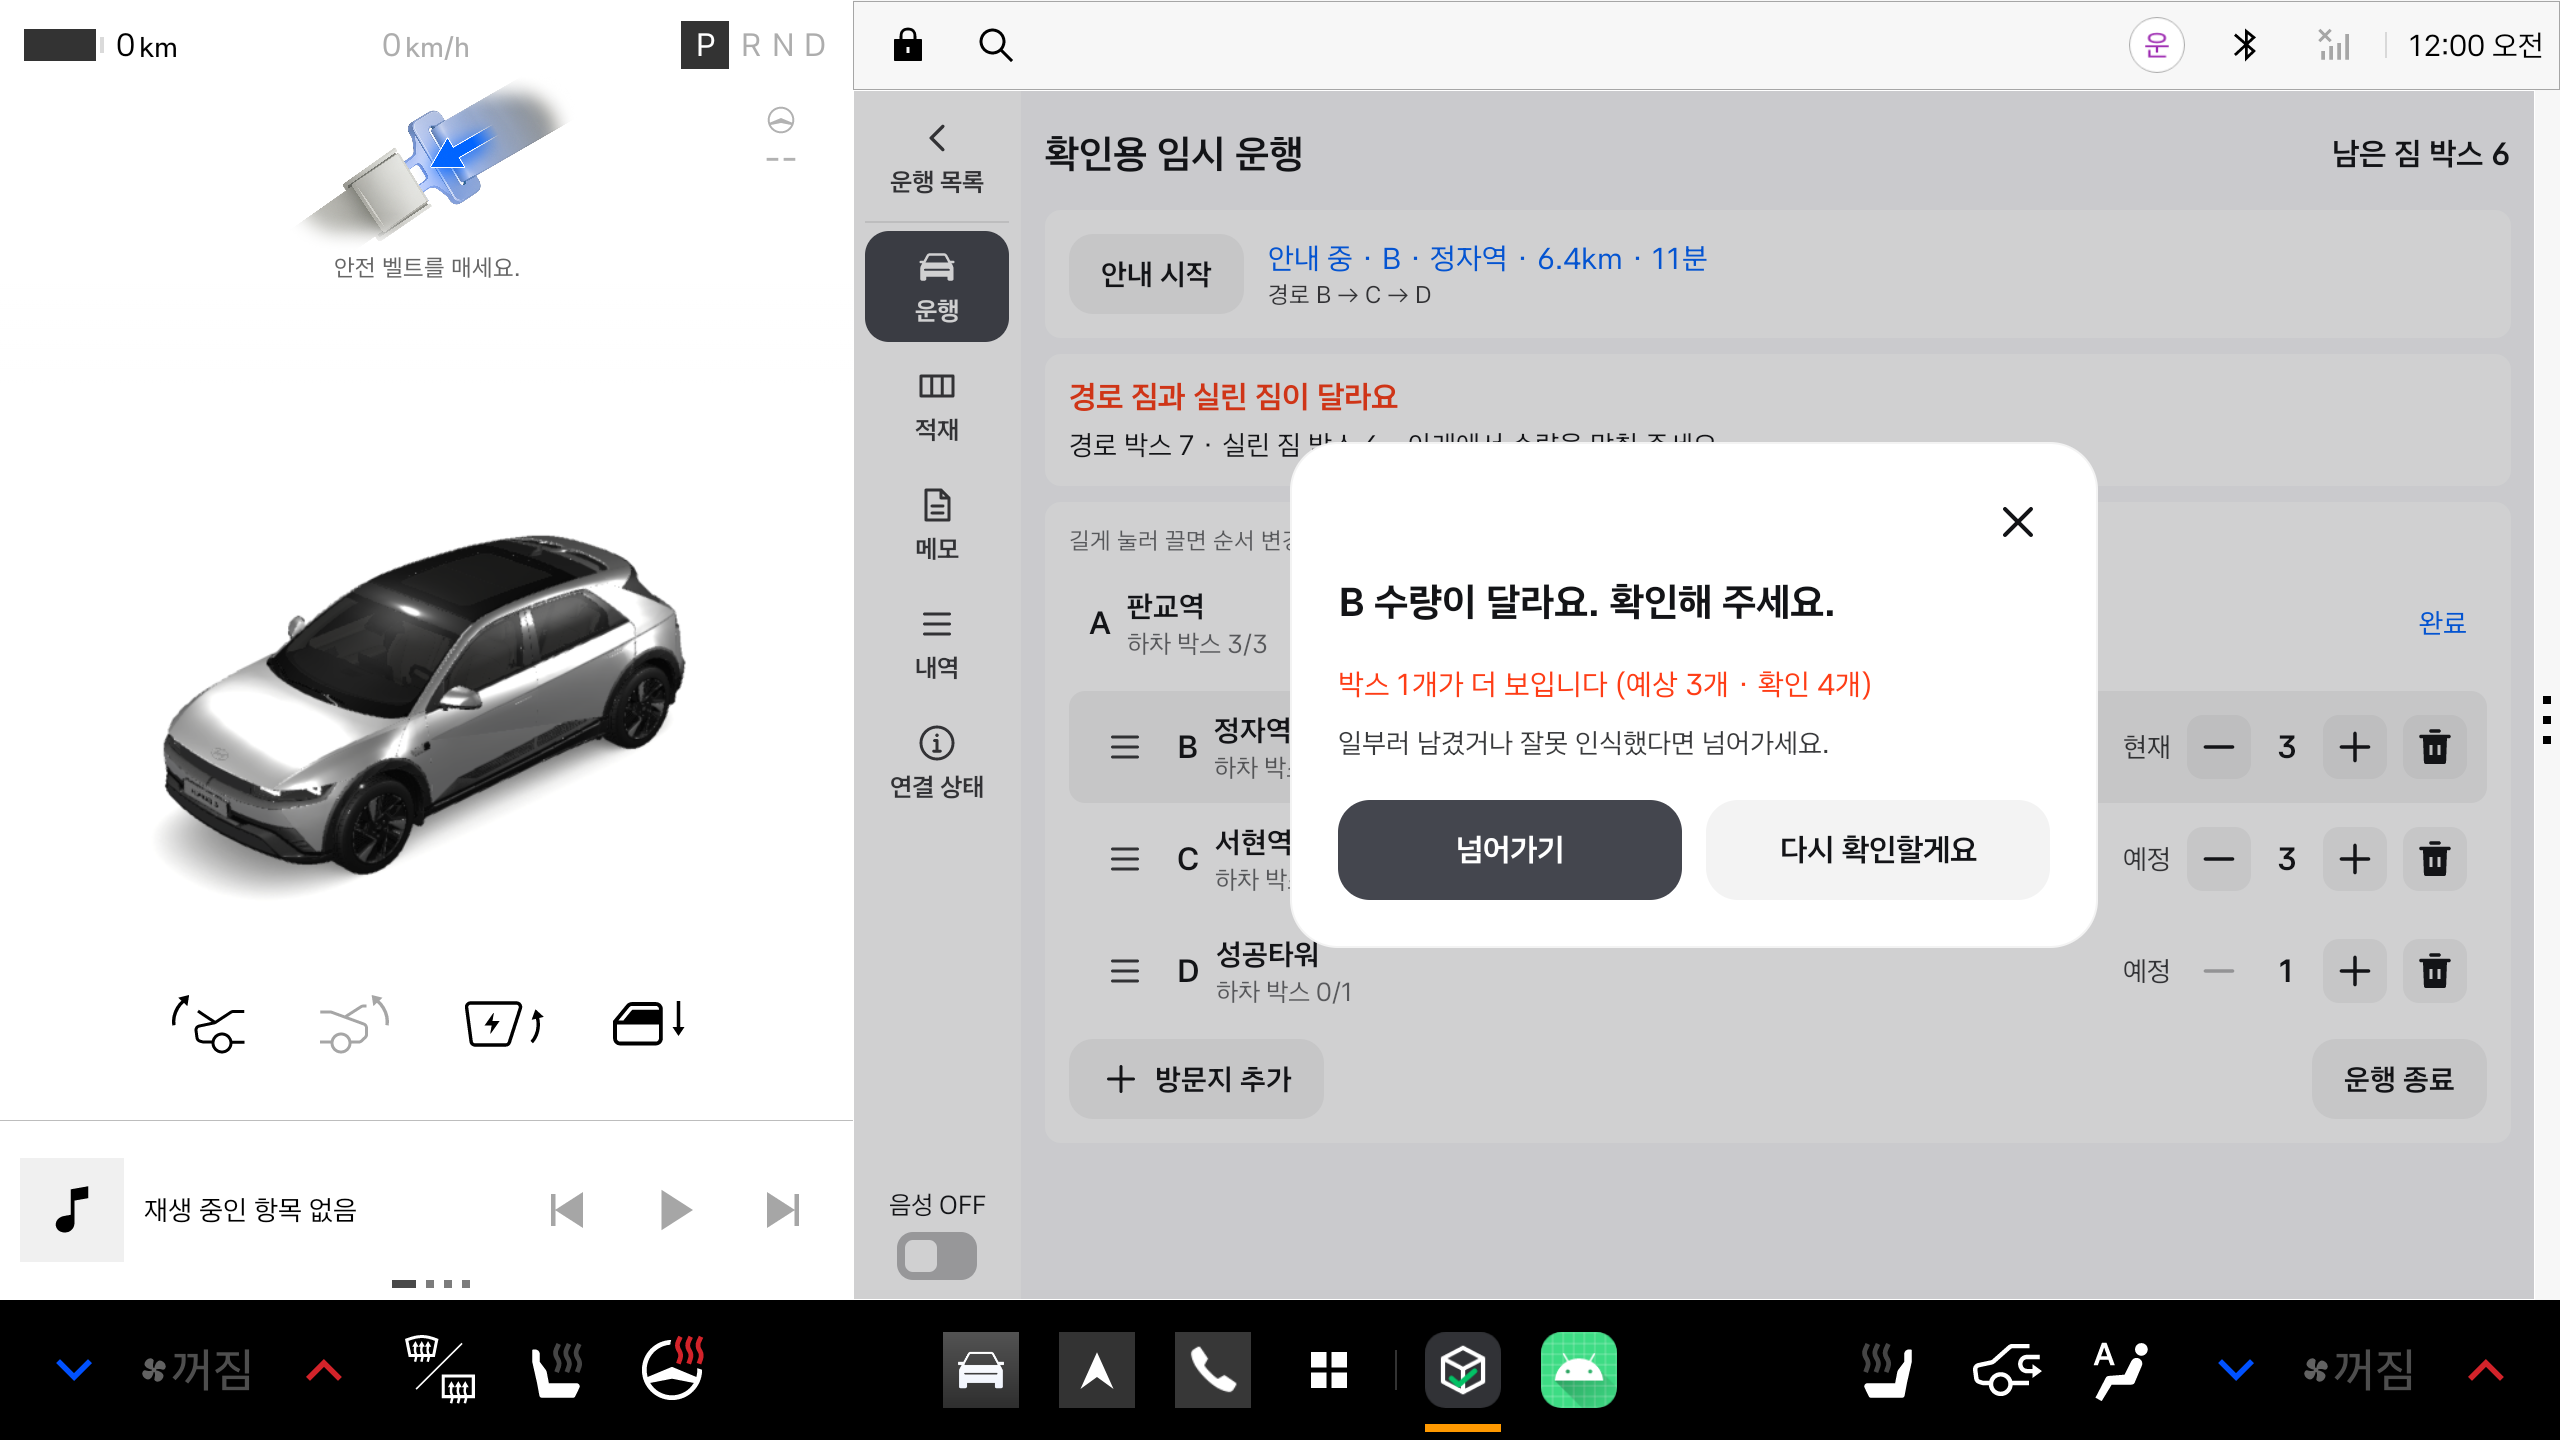 0 km
0 km/h
P R N D
안전 벨트를 매세요.
재생 중인 항목 없음
운
12:00 오전
운행 목록
운행
적재
메모
내역
연결 상태
음성 OFF
확인용 임시 운행
남은 짐 박스 6
안내 시작
안내 중 · B · 정자역 · 6.4km · 11분
경로 B → C → D
경로 짐과 실린 짐이 달라요
경로 박스 7 · 실린 짐
길게 눌러 끌면 순서
A
판교역
하차 박스 3/3
완료
B 정자역
하차
현재 3
C 서현역
하차
예정 3
D 성공타워
하차 박스 0/1
예정 1
방문지 추가
운행 종료
B 수량이 달라요. 확인해 주세요.
박스 1개가 더 보입니다 (예상 3개 · 확인 4개)
일부러 남겼거나 잘못 인식했다면 넘어가세요.
넘어가기
다시 확인할게요
꺼짐
A
꺼짐